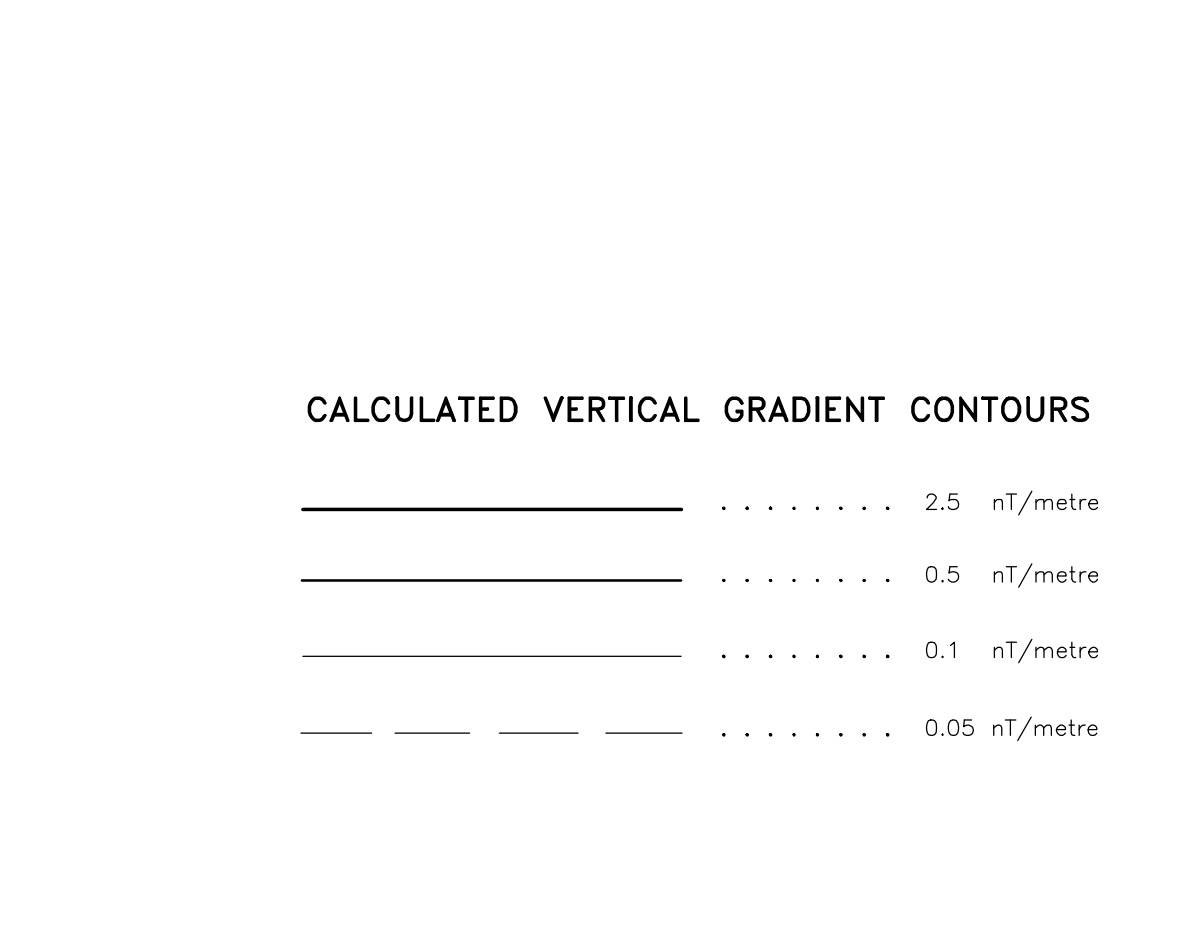 CALCULATED VERTICAL GRADIENT CONTOURS
. . . . . . . . 2.5 nT/metre
. . . . . . . . 0.5 nT/metre
. . . . . . . . 0.1 nT/metre
. . . . . . . . 0.05 nT/metre